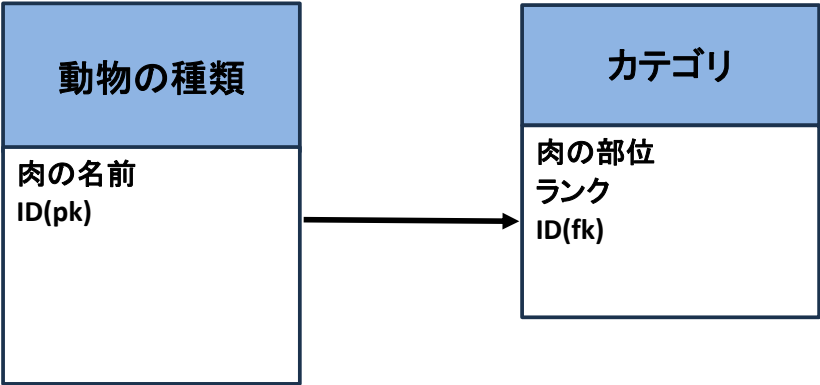 動物の種類
肉の名前
ID(pk)
カテゴリ
肉の部位
ランク
ID(fk)